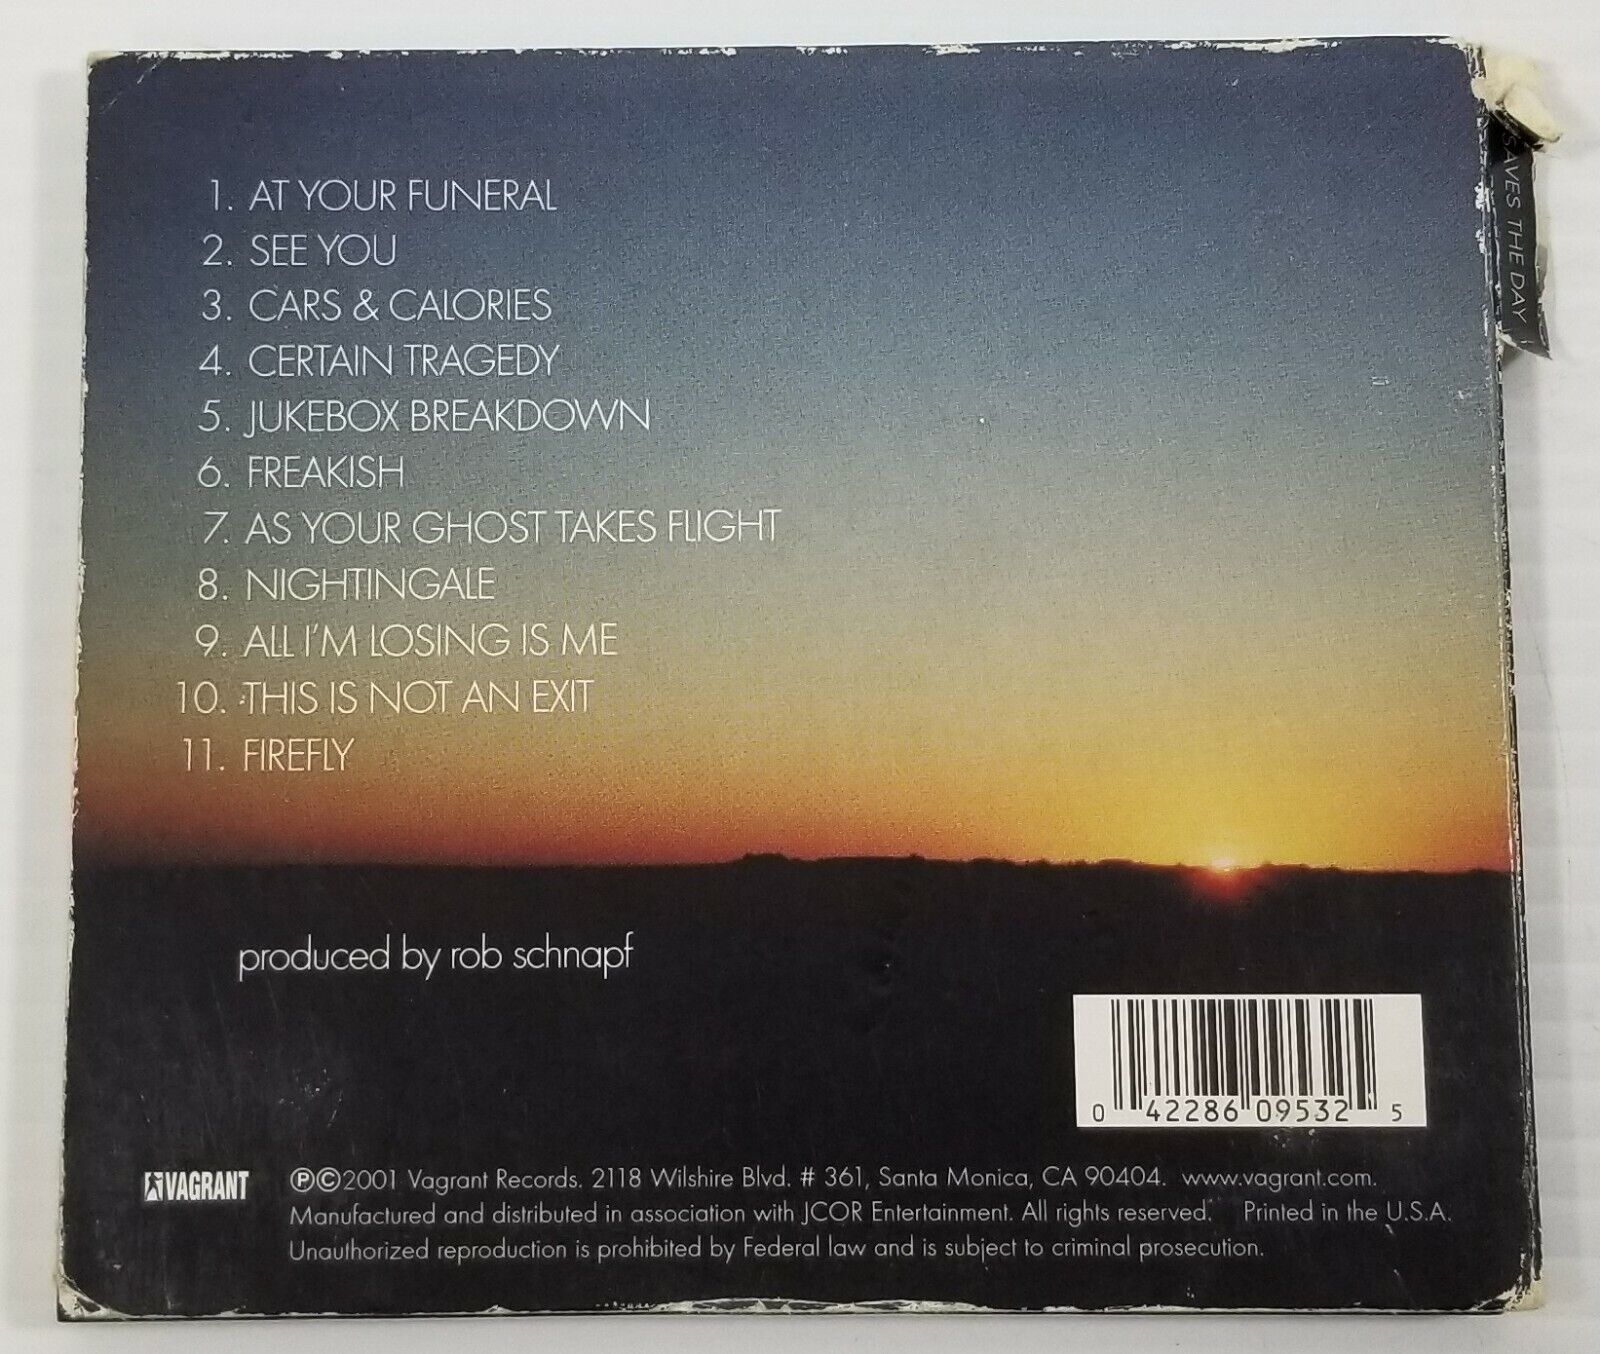 1. AT YOUR FUNERAL
2. SEE YOU
3. CARS & CALORIES
4. CERTAIN TRAGEDY
5. JUKEBOX BREAKDOWN
6. FREAKISH
7. AS YOUR GHOST TAKES FLIGHT
8. NIGHTINGALE
9. ALL I'M LOSING IS ME
10. THIS IS NOT AN EXIT
11. FIREFLY
produced by rob schnapf
SAVES THE DAY
0 42286 09532 5
VAGRANT
℗©2001 Vagrant Records. 2118 Wilshire Blvd. # 361, Santa Monica, CA 90404. www.vagrant.com.
Manufactured and distributed in association with JCOR Entertainment. All rights reserved. Printed in the U.S.A.
Unauthorized reproduction is prohibited by Federal law and is subject to criminal prosecution.